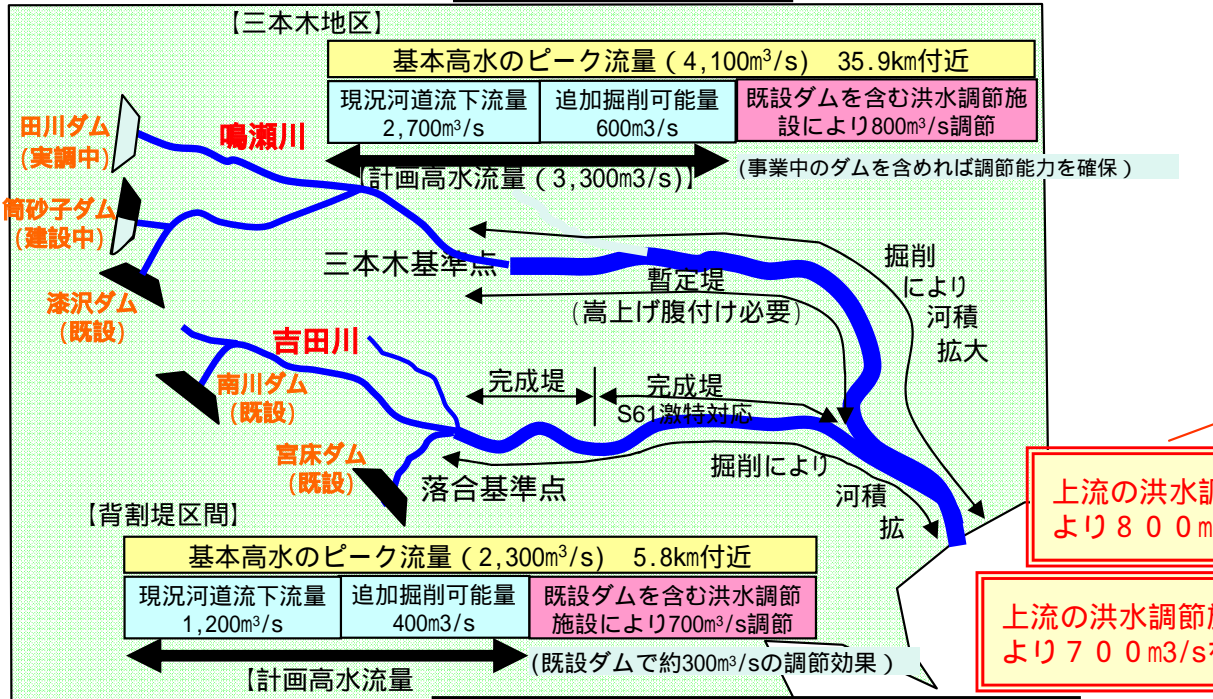 【三本木地区】
基本高水のピーク流量(4,100m³/s) 35.9km付近
現況河道流下流量
2,700m³/s
追加掘削可能量
600m3/s
既設ダムを含む洪水調節施
設により800m³/s調節
[計画高水流量(3,300m3/s)】
(事業中のダムを含めれば調節能力を確保)
田川ダム
(実調中)
鳴瀬川
筒砂子ダム
(建設中)
漆沢ダム
(既設)
三本木基準点
暫定堤
(嵩上げ腹付け必要)
掘削
により
河積
拡大
吉田川
南川ダム
(既設)
完成堤
完成堤
S61激特対応
宮床ダム
(既設)
落合基準点
掘削により
河積
拡
【背割堤区間】
基本高水のピーク流量(2,300m³/s) 5.8km付近
現況河道流下流量
1,200m³/s
追加掘削可能量
400m3/s
既設ダムを含む洪水調節
施設により700m³/s調節
(既設ダムで約300m³/sの調節効果)
【計画高水流量
上流の洪水調
より800m
上流の洪水調節施
より700m3/s